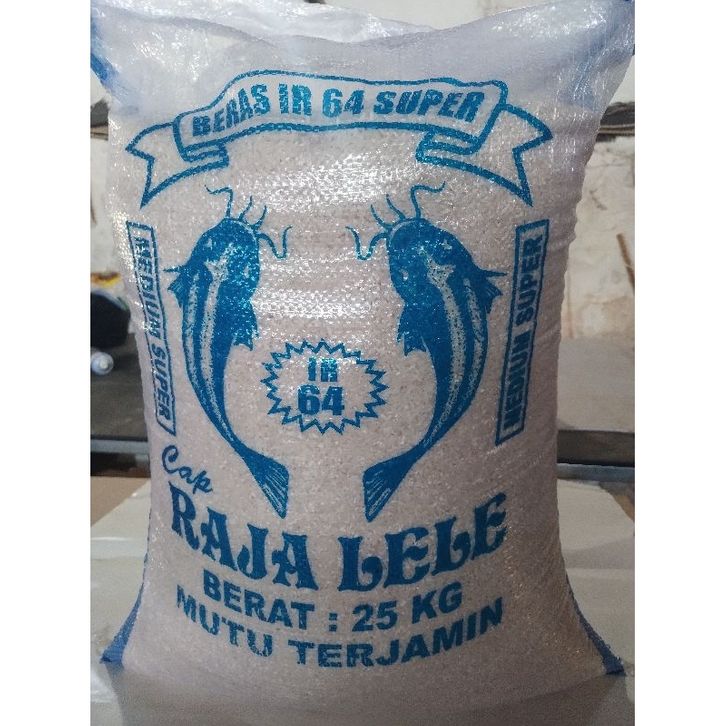 BERAS IR 64 SUPER
MEDIUM SUPER
MEDIUM SUPER
IR
64
Cap
RAJA LELE
BERAT : 25 KG
MUTU TERJAMIN